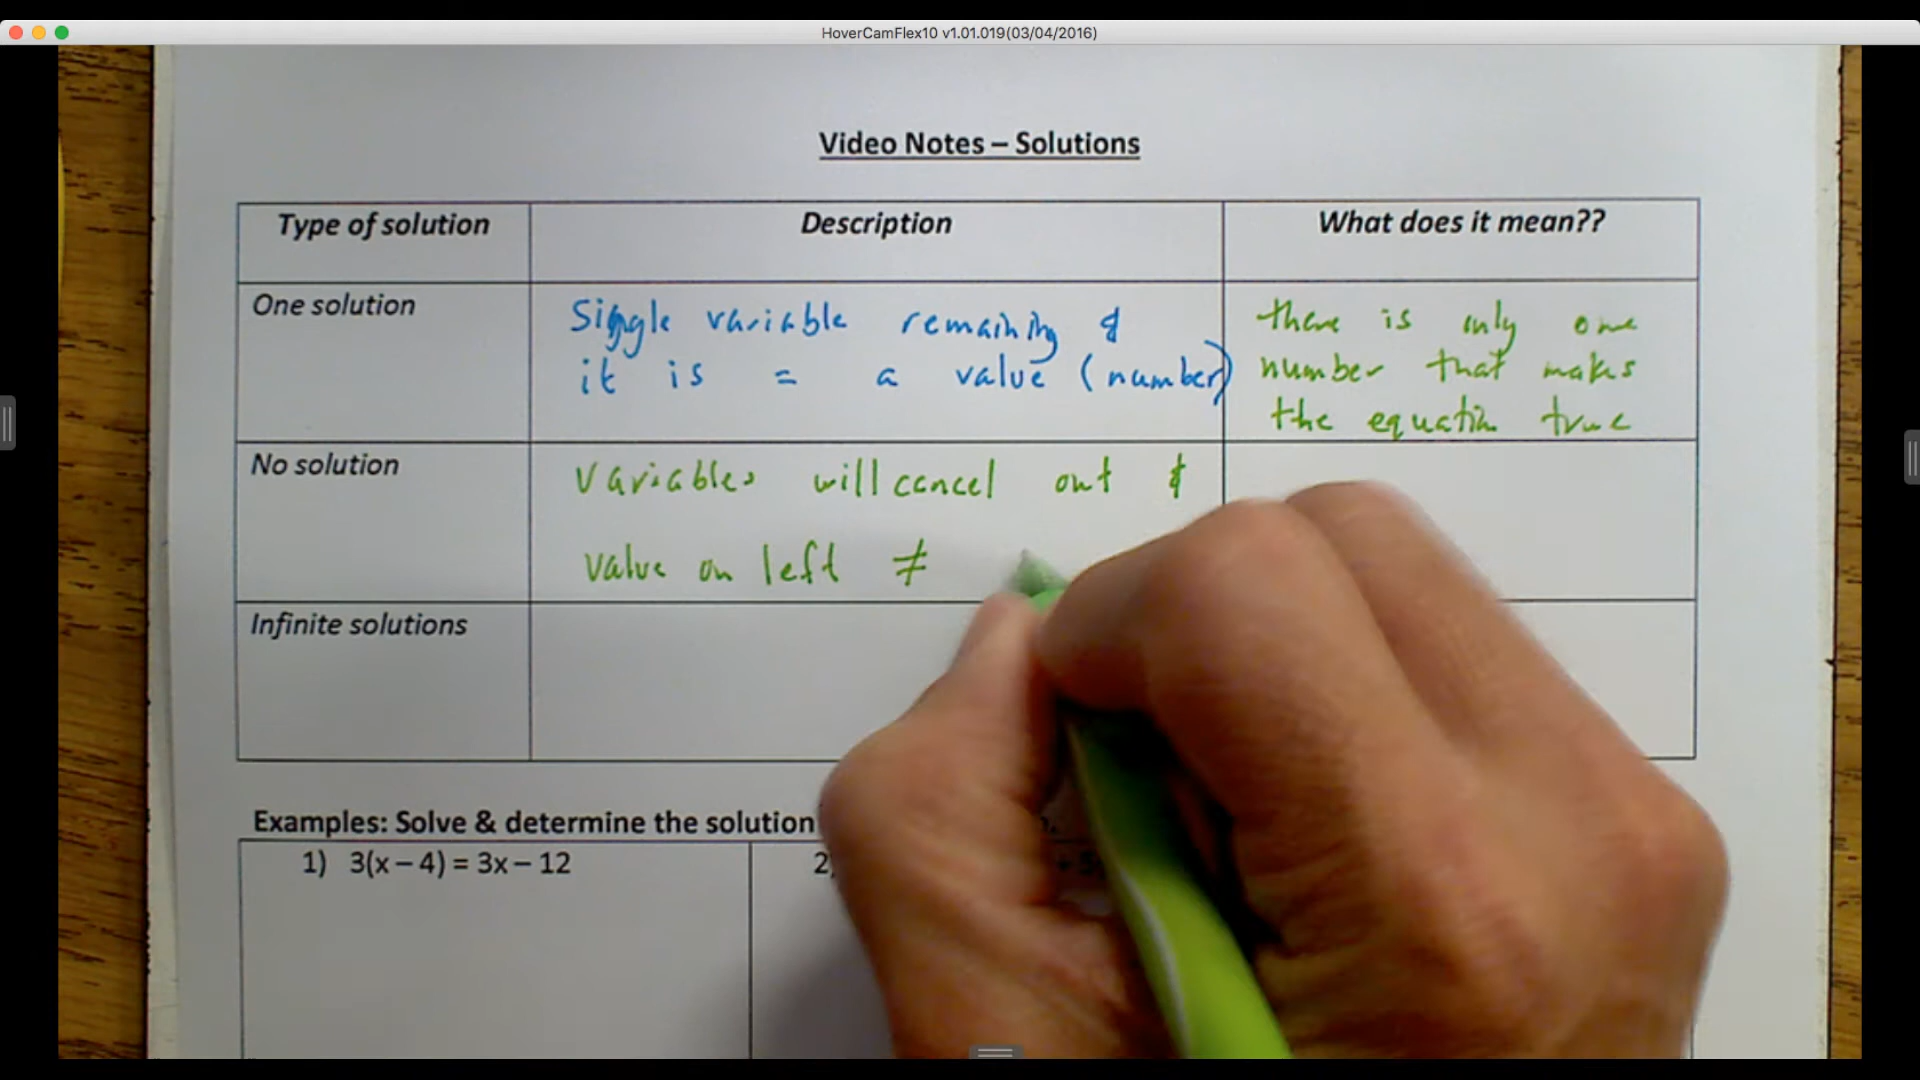 HoverCamFlex10 v1.01.019(03/04/2016)
Video Notes – Solutions
Type of solution Description What does it mean??
One solution
Single variable remaining &
it is = a value (number)
there is only one
number that makes
the equation true
No solution
Variables will cancel out &
value on left ≠
Infinite solutions
Examples: Solve & determine the solution
1) 3(x – 4) = 3x – 12
2)